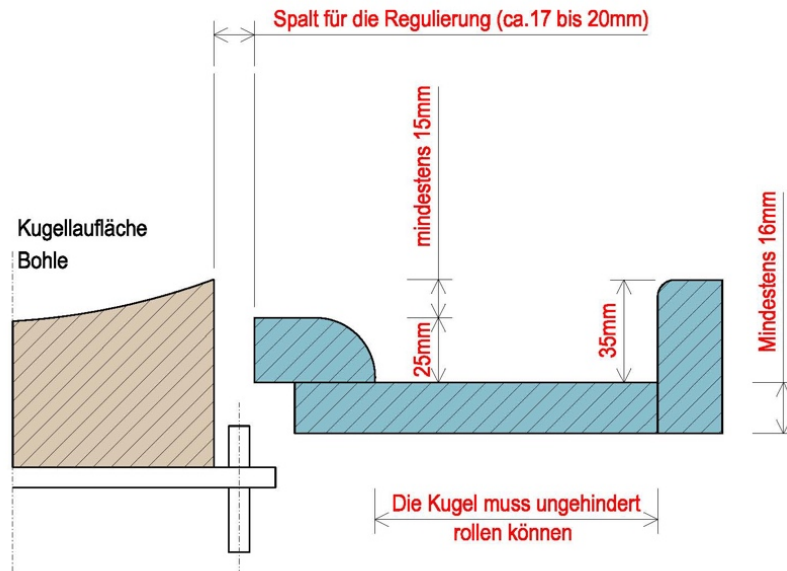 Spalt für die Regulierung (ca.17 bis 20mm)
mindestens 15mm
Kugellaufläche
Bohle
25mm
35mm
Mindestens 16mm
Die Kugel muss ungehindert
rollen können